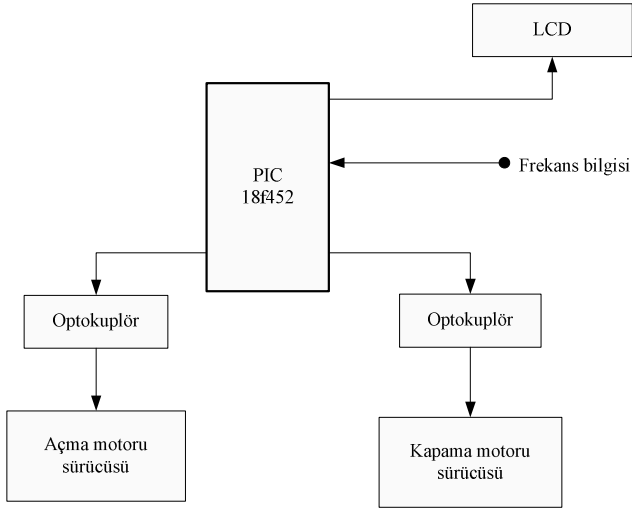 LCD
PIC
18f452
Frekans bilgisi
Optokuplör
Optokuplör
Açma motoru
sürücüsü
Kapama motoru
sürücüsü